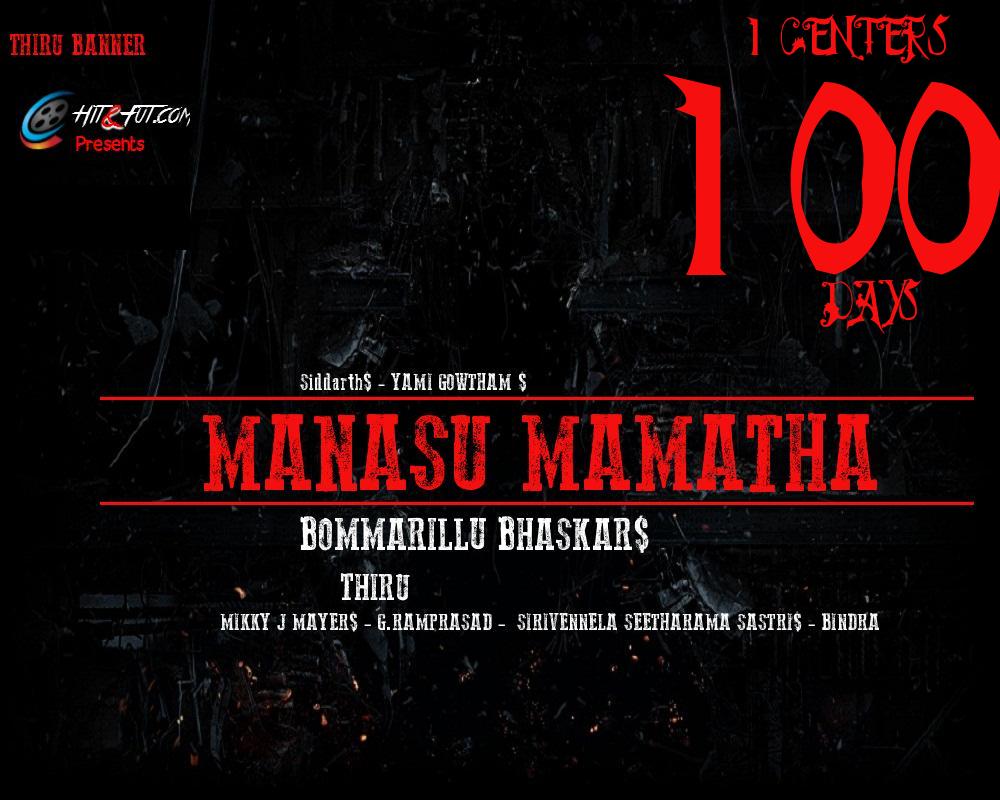 THIRU BANNER
HIT&FUT.COM
Presents
1 CENTERS
100
DAYS
Siddarth$ - YAMI GOWTHAM $
MANASU MAMATHA
BOMMARILLU BHASKAR$
THIRU
MIKKY J MAYER$ - G.RAMPRASAD - SIRIVENNELA SEETHARAMA SASTRI$ - BINDRA